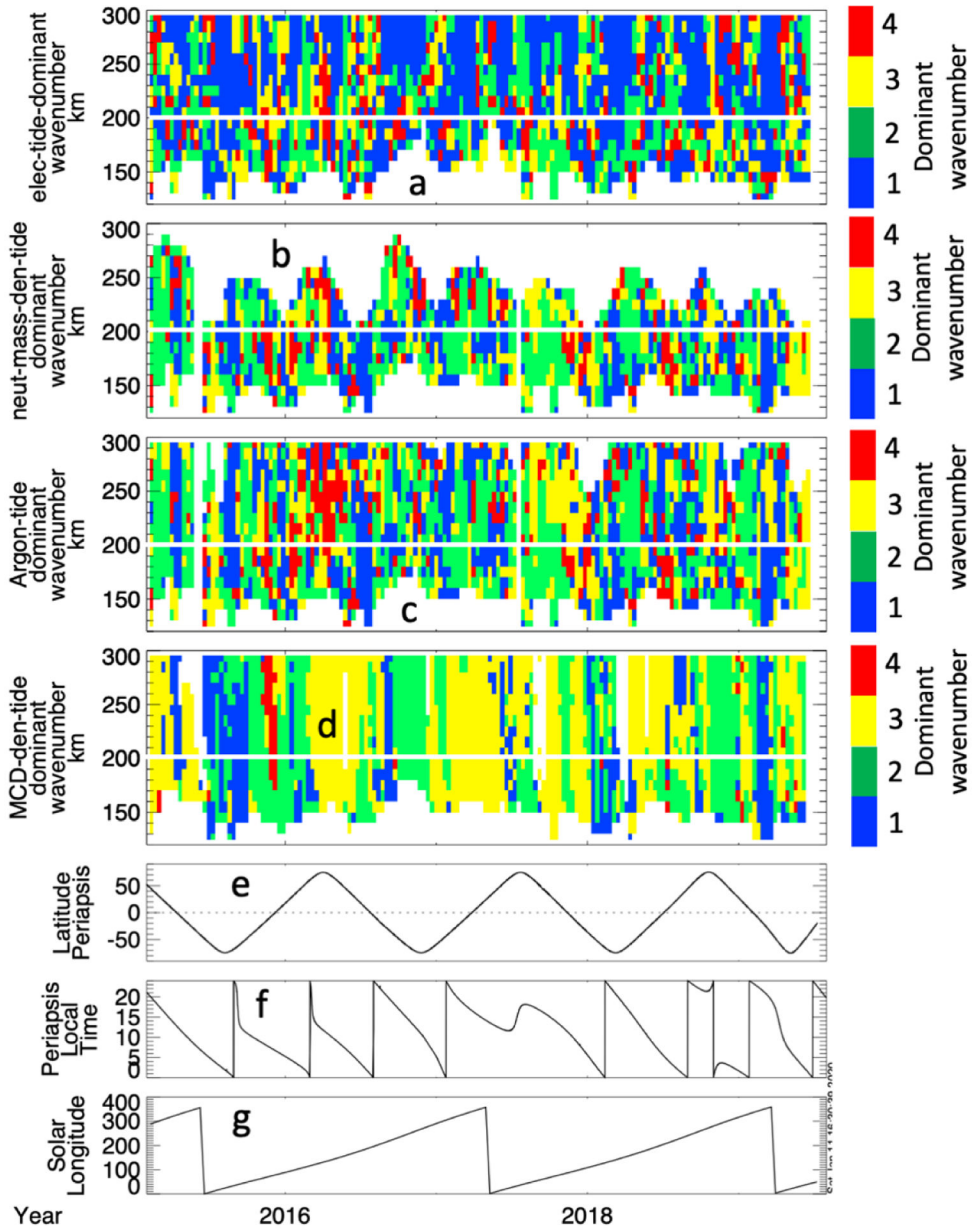 elec-tide-dominant
wavenumber
km
300
250
200
150
a
4
3
2
1
Dominant
wavenumber
neut-mass-den-tide
dominant
wavenumber
km
300
250
200
150
b
4
3
2
1
Dominant
wavenumber
Argon-tide
dominant
wavenumber
km
300
250
200
150
c
4
3
2
1
Dominant
wavenumber
MCD-den-tide
dominant
wavenumber
km
300
250
200
150
d
4
3
2
1
Dominant
wavenumber
Latitude
Periapsis
50
0
-50
e
Periapsis
Local
Time
20
15
10
5
0
f
Solar
Longitude
400
300
200
100
0
g
Year
2016
2018